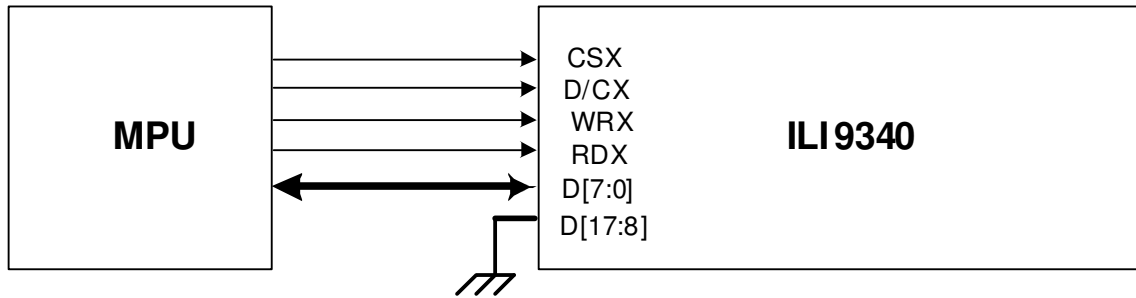 MPU
CSX
D/CX
WRX
RDX
D[7:0]
D[17:8]
ILI9340